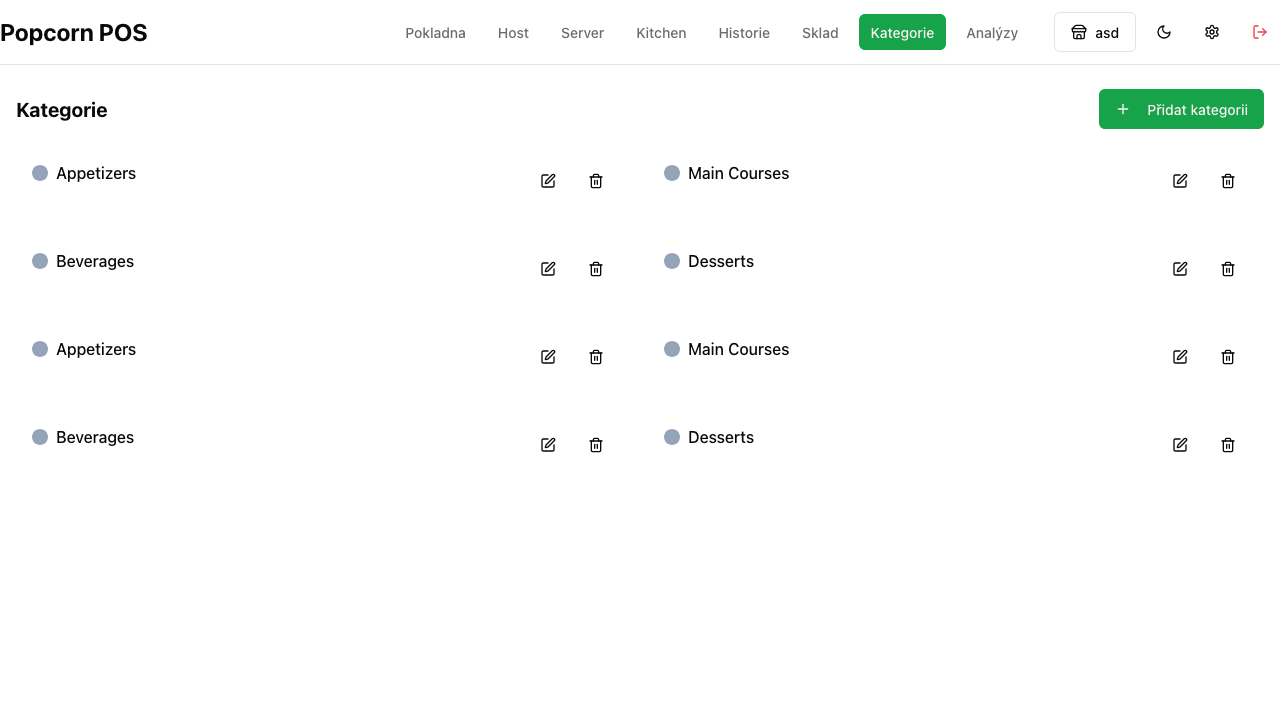 Popcorn POS
Pokladna Host Server Kitchen Historie Sklad Kategorie Analýzy asd
Kategorie
Přidat kategorii
Appetizers
Main Courses
Beverages
Desserts
Appetizers
Main Courses
Beverages
Desserts